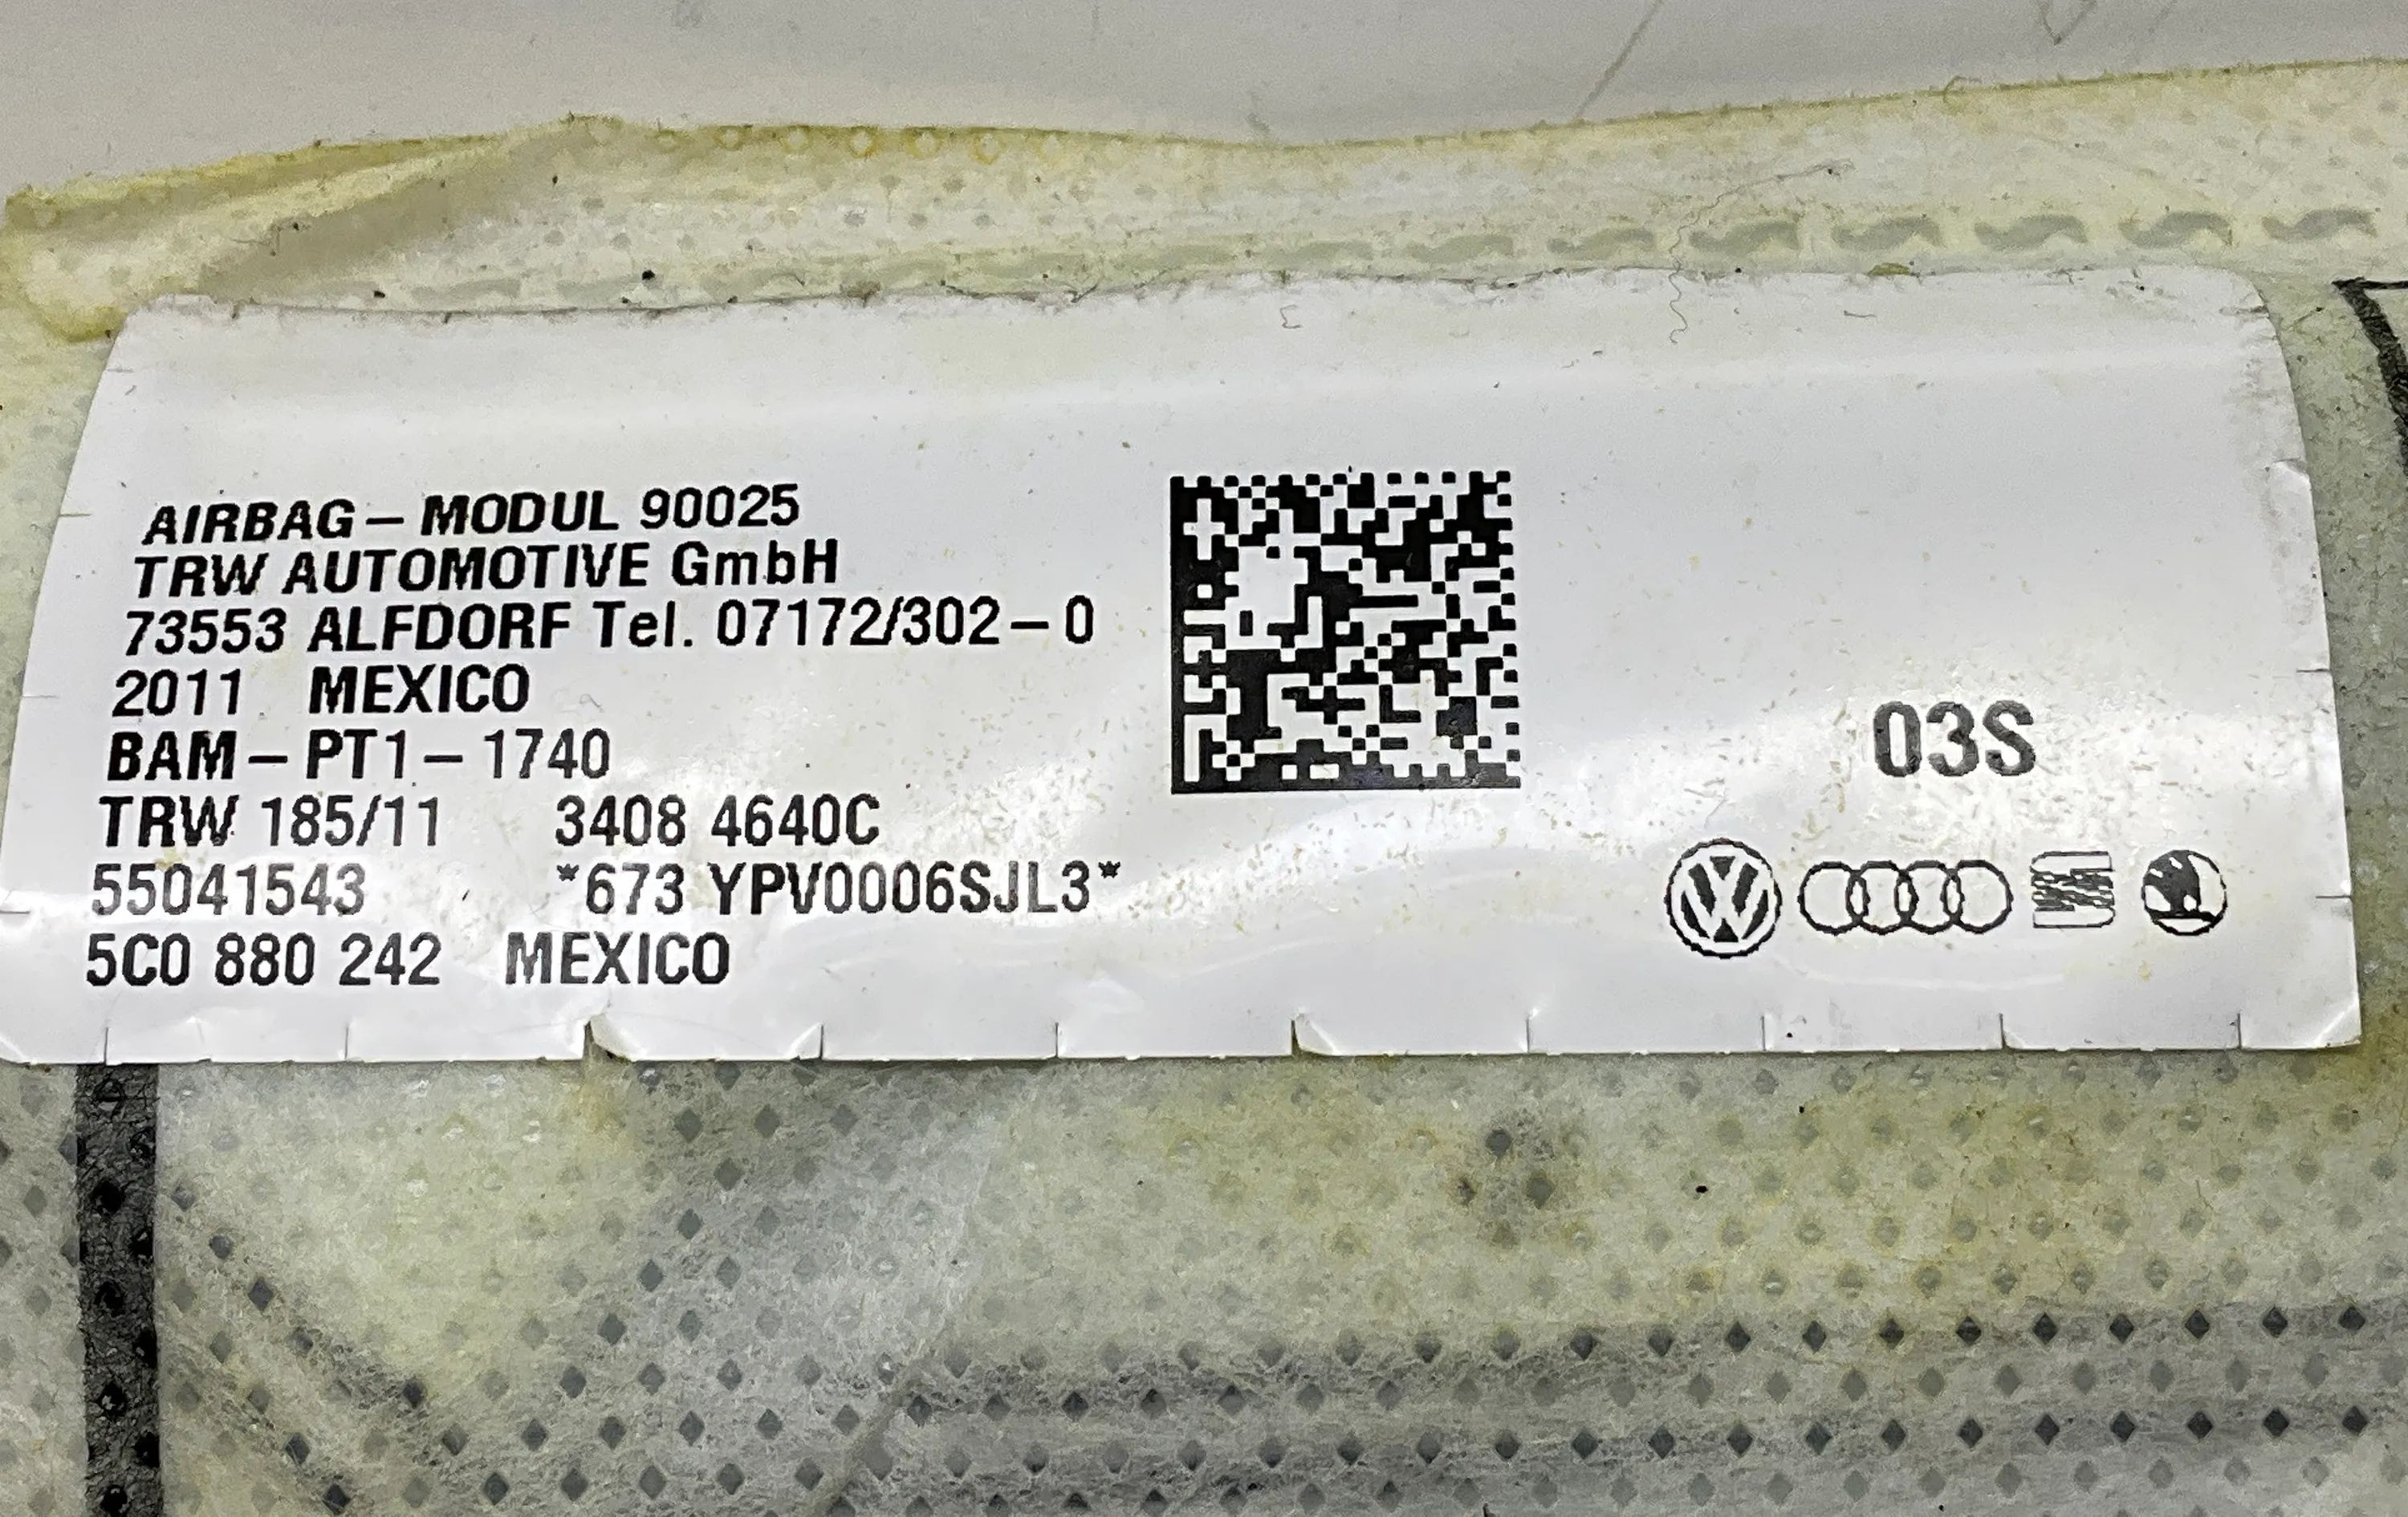 AIRBAG – MODUL 90025
TRW AUTOMOTIVE GmbH
73553 ALFDORF Tel. 07172/302 – 0
2011 MEXICO
BAM – PT1 – 1740
TRW 185/11 3408 4640C
55041543 *673 YPV0006SJL3*
5C0 880 242 MEXICO
03S